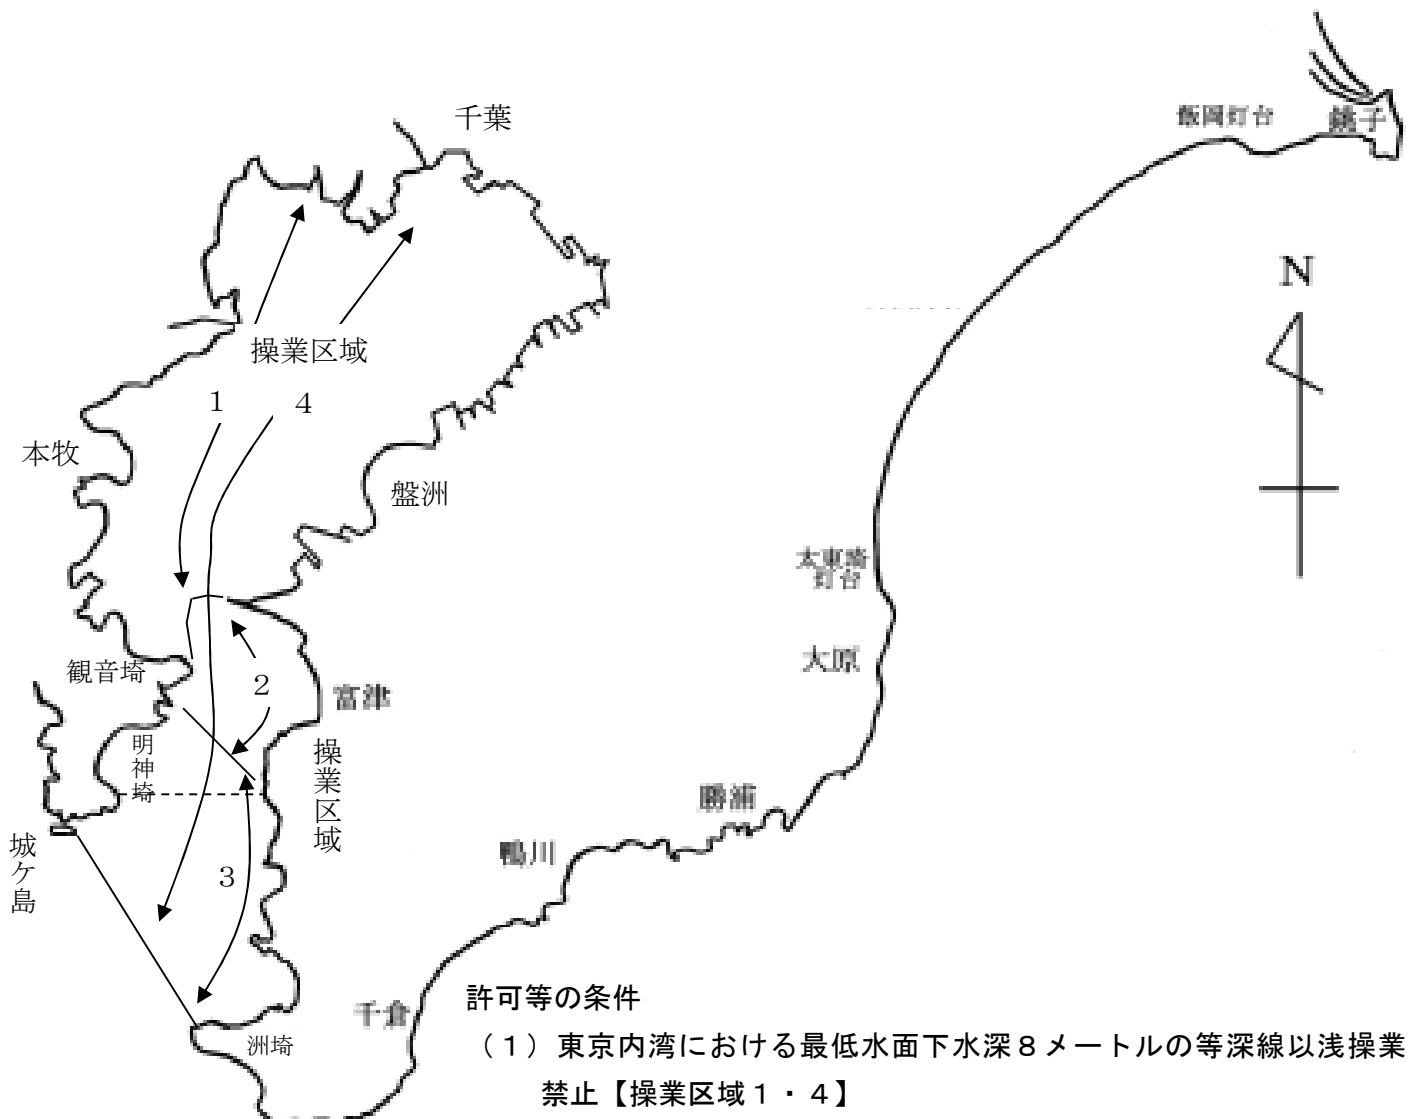 千葉
飯岡灯台
銚子
N
操業区域
1
4
本牧
盤洲
太東埼
灯台
観音埼
2
富津
大原
明神埼
操業区域
勝浦
鴨川
城ケ島
3
千倉
洲埼
許可等の条件
（1）東京内湾における最低水面下水深８メートルの等深線以浅操業
禁止【操業区域１・４】